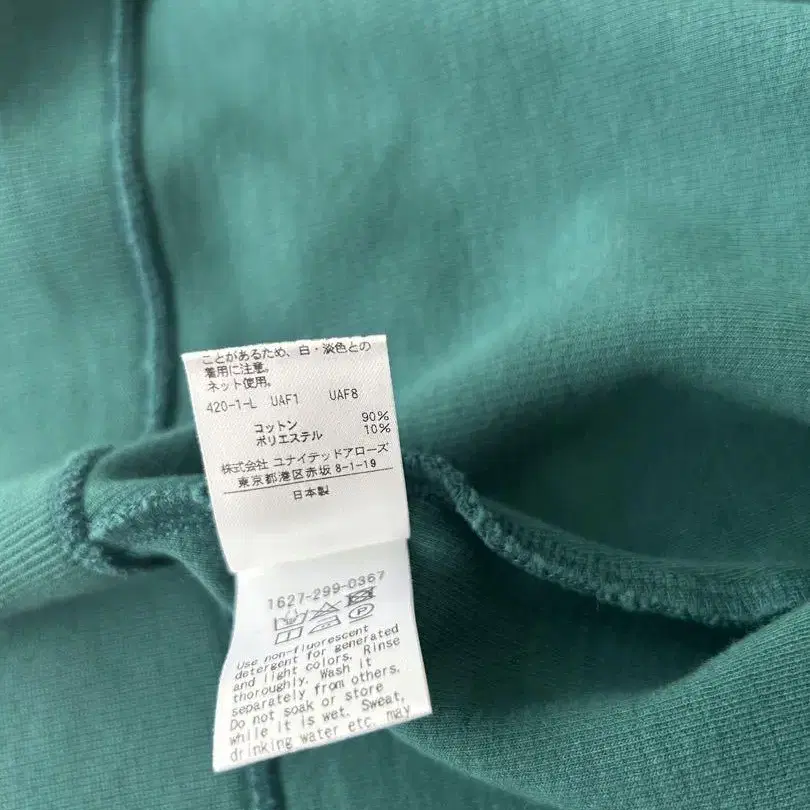 ことがあるため、白・淡色との
着用に注意。
ネット使用。
420-1-L UAF1 UAF8
コットン 90%
ポリエステル 10%
株式会社 ユナイテッドアローズ
東京都港区赤坂 8-1-19
日本製
1627-299-0367
P
Use non-fluorescent
detergent for generated
and light colors. Rinse
thoroughly. Wash it
separately from others.
Do not soak or store
while it is wet. Sweat,
drinking water etc. may